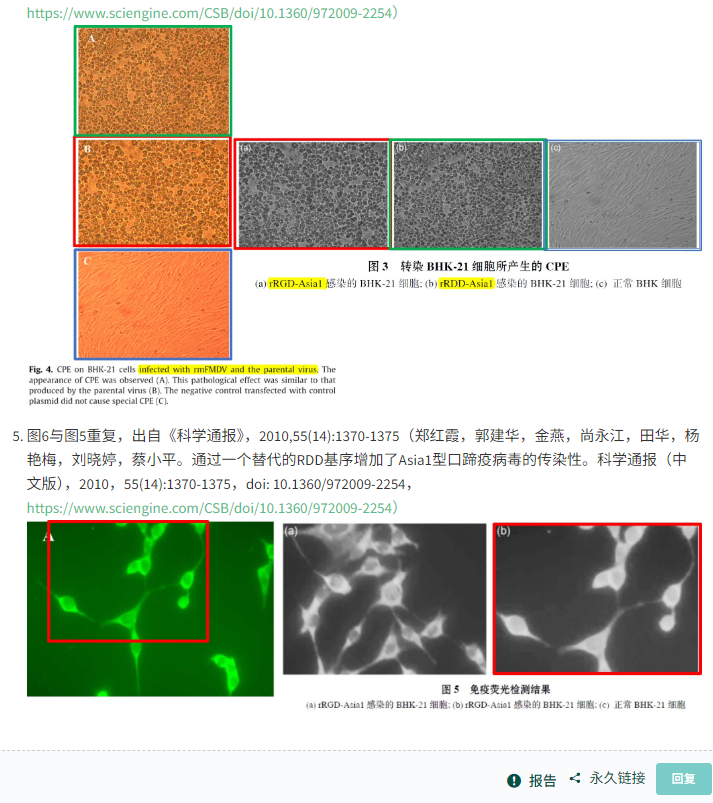 https://www.sciengine.com/CSB/doi/10.1360/972009-2254）
A
B
(a)
(b)
(c)
C
图 3 转染 BHK-21 细胞所产生的 CPE
(a) rRGD-Asia1 感染的 BHK-21 细胞; (b) rRDD-Asia1 感染的 BHK-21 细胞; (c) 正常 BHK 细胞
Fig. 4. CPE on BHK-21 cells infected with rmFMDV and the parental virus. The
appearance of CPE was observed (A). This pathological effect was similar to that
produced by the parental virus (B). The negative control transfected with control
plasmid did not cause special CPE (C).
5. 图6与图5重复，出自《科学通报》，2010,55(14):1370-1375（郑红霞，郭建华，金燕，尚永江，田华，杨
艳梅，刘晓婷，蔡小平。通过一个替代的RDD基序增加了Asia1型口蹄疫病毒的传染性。科学通报（中
文版），2010，55(14):1370-1375，doi: 10.1360/972009-2254，
https://www.sciengine.com/CSB/doi/10.1360/972009-2254）
A
(a)
(b)
图 5 免疫荧光检测结果
(a) rRGD-Asia1 感染的 BHK-21 细胞; (b) rRGD-Asia1 感染的 BHK-21 细胞; (c) 正常 BHK-21 细胞
报告
永久链接
回复